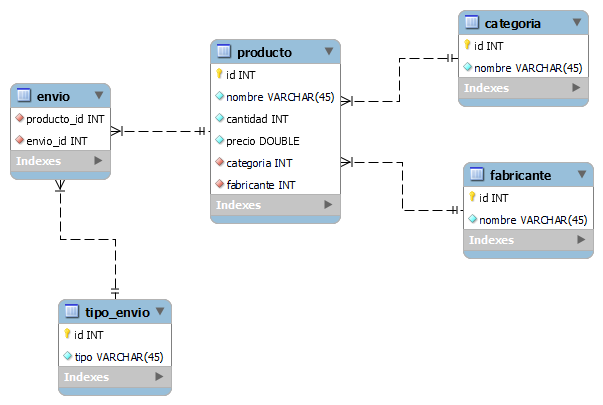 categoria
id INT
nombre VARCHAR(45)
Indexes
producto
id INT
nombre VARCHAR(45)
cantidad INT
precio DOUBLE
categoria INT
fabricante INT
Indexes
envio
producto_id INT
envio_id INT
Indexes
fabricante
id INT
nombre VARCHAR(45)
Indexes
tipo_envio
id INT
tipo VARCHAR(45)
Indexes